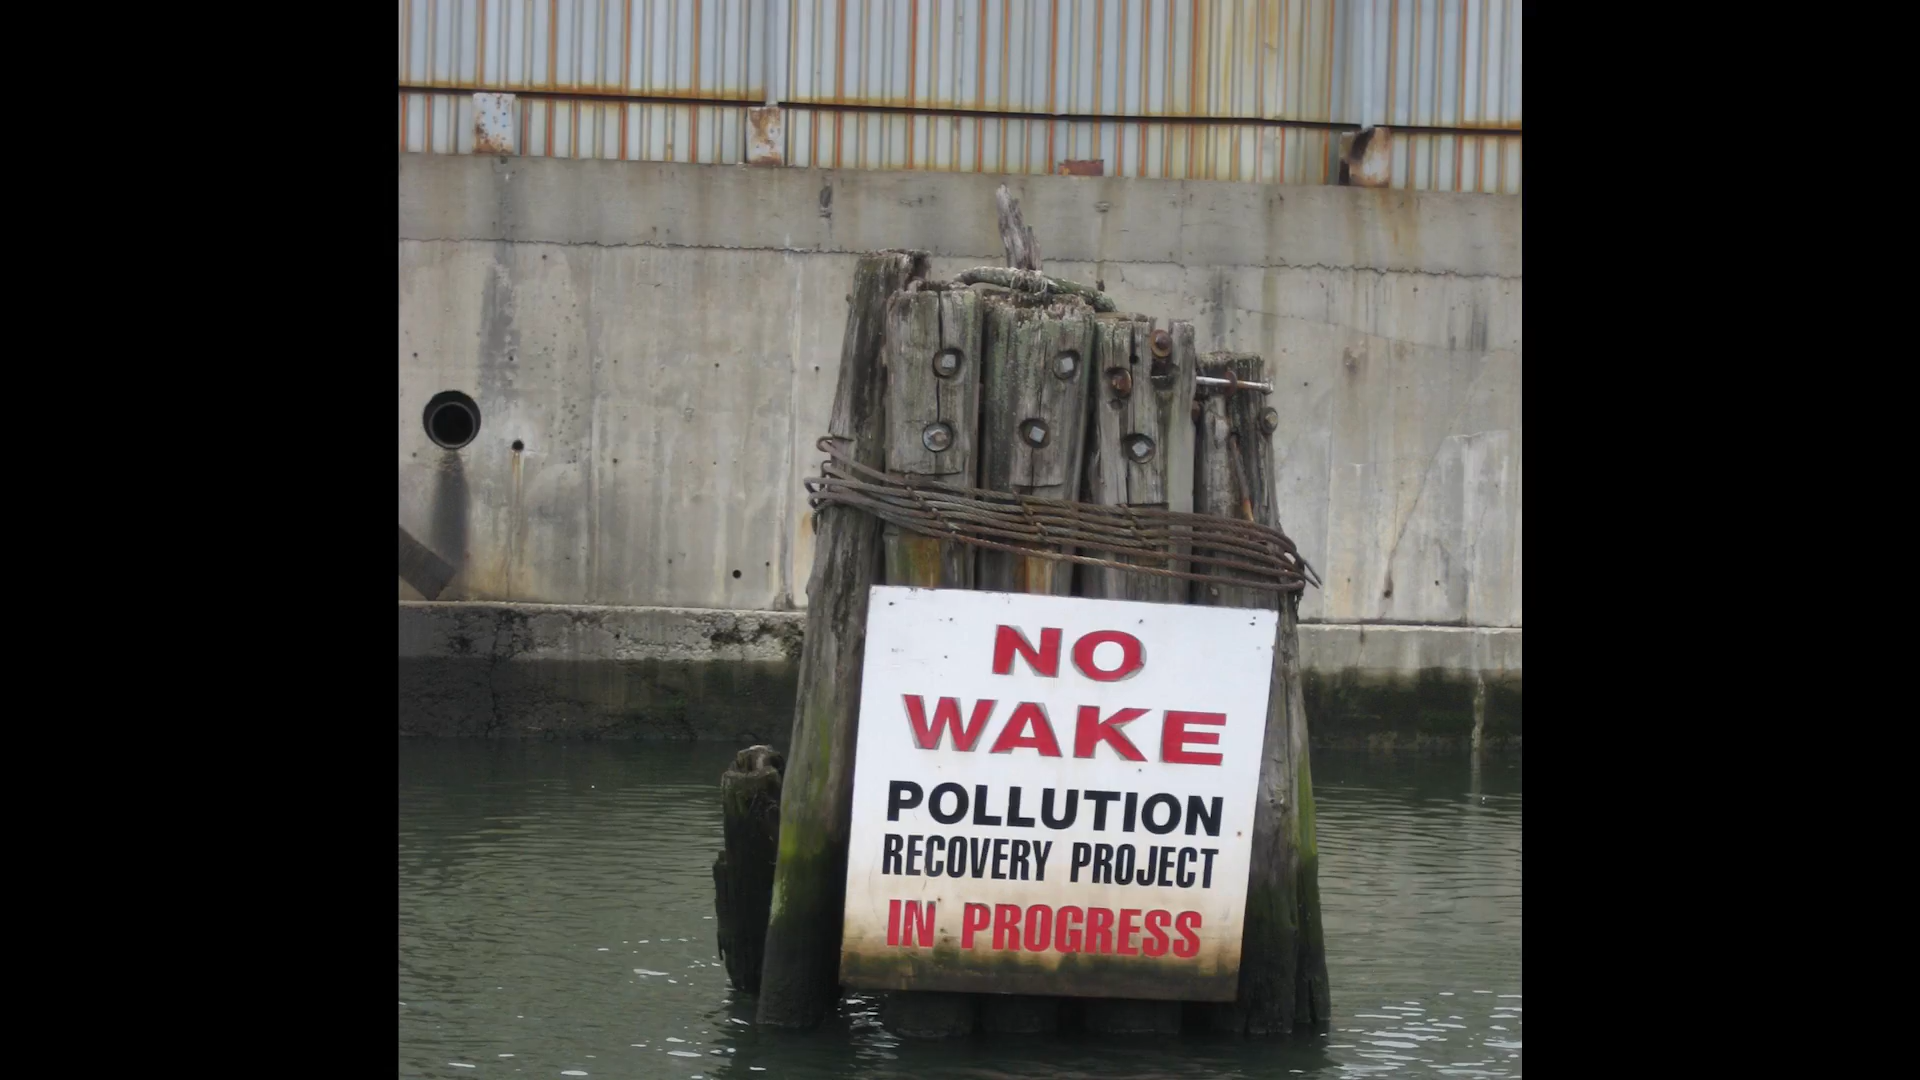 NO
WAKE
POLLUTION
RECOVERY PROJECT
IN PROGRESS